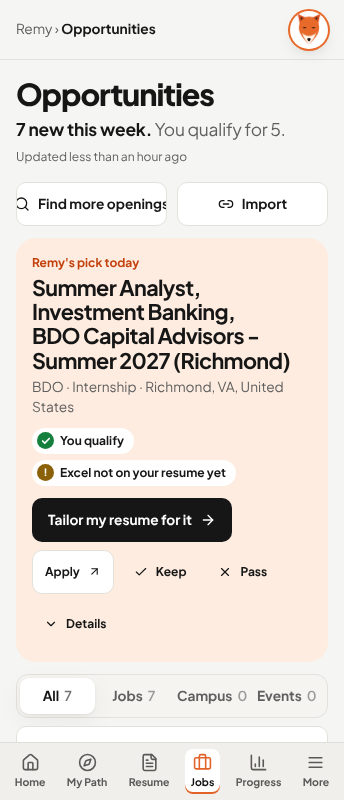 Remy › Opportunities
Opportunities
7 new this week. You qualify for 5.
Updated less than an hour ago
Find more openings
Import
Remy's pick today
Summer Analyst,
Investment Banking,
BDO Capital Advisors -
Summer 2027 (Richmond)
BDO · Internship · Richmond, VA, United
States
You qualify
Excel not on your resume yet
Tailor my resume for it
Apply
Keep
Pass
Details
All 7
Jobs 7
Campus 0
Events 0
Home
My Path
Resume
Jobs
Progress
More